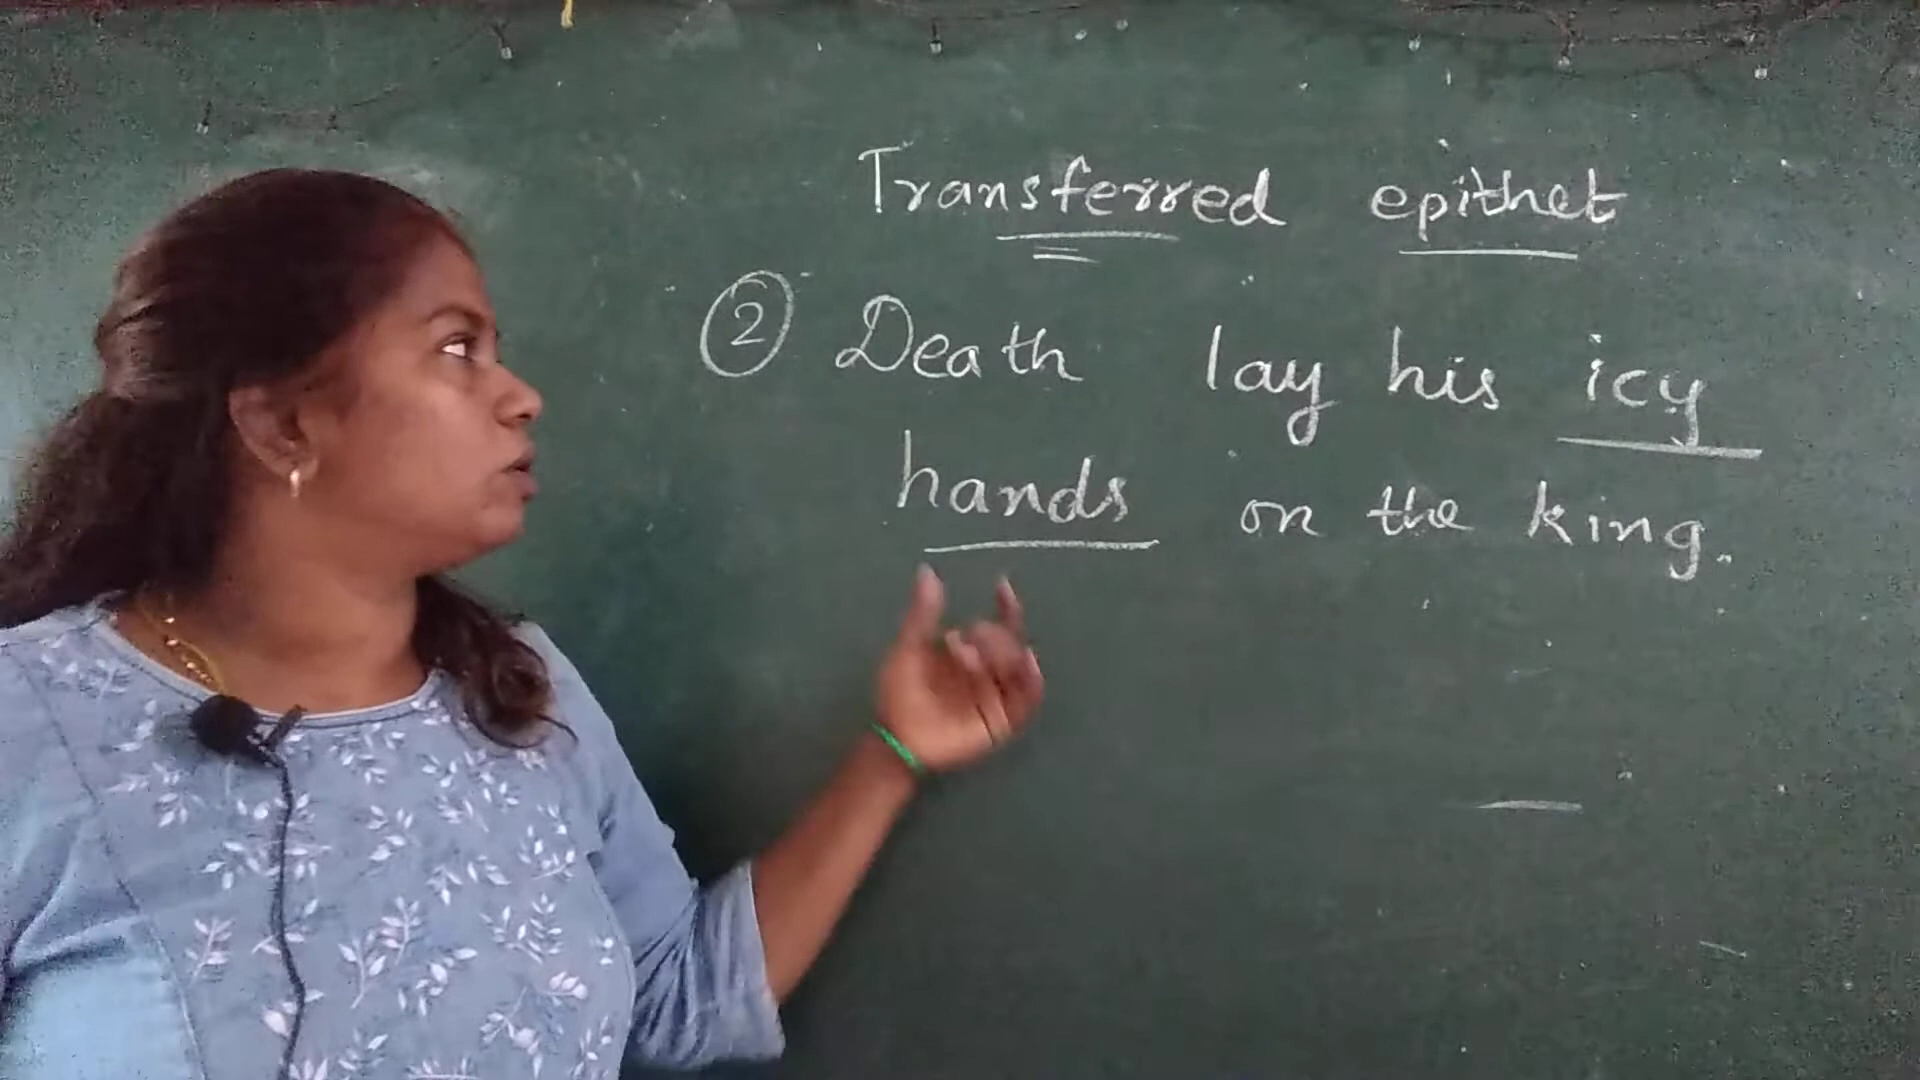 Transferred epithet
② Death lay his icy
hands on the king.